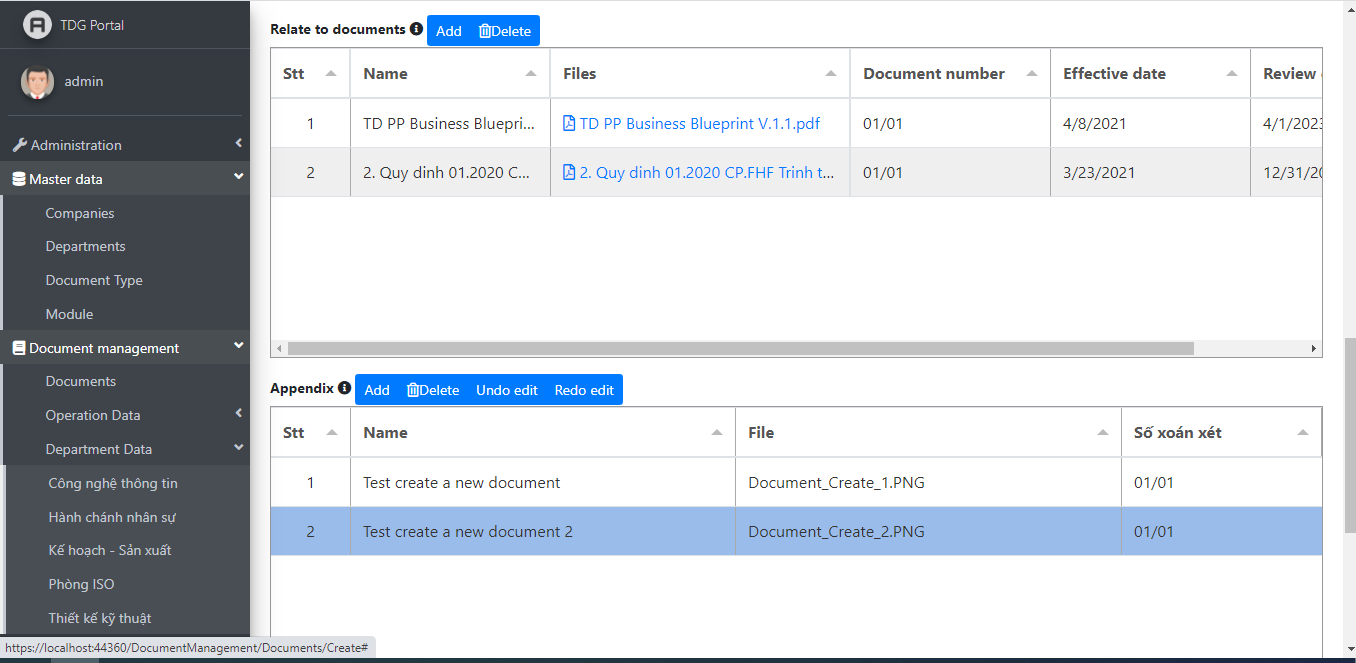 TDG Portal
admin
Administration
Master data
Companies
Departments
Document Type
Module
Document management
Documents
Operation Data
Department Data
Công nghệ thông tin
Hành chánh nhân sự
Kế hoạch - Sản xuất
Phòng ISO
Thiết kế kỹ thuật
https://localhost:44360/DocumentManagement/Documents/Create#
Relate to documents Add Delete
Stt Name Files Document number Effective date Review
1 TD PP Business Bluepri... TD PP Business Blueprint V.1.1.pdf 01/01 4/8/2021 4/1/2023
2 2. Quy dinh 01.2020 C... 2. Quy dinh 01.2020 CP.FHF Trinh t... 01/01 3/23/2021 12/31/20
Appendix Add Delete Undo edit Redo edit
Stt Name File Số xoán xét
1 Test create a new document Document_Create_1.PNG 01/01
2 Test create a new document 2 Document_Create_2.PNG 01/01